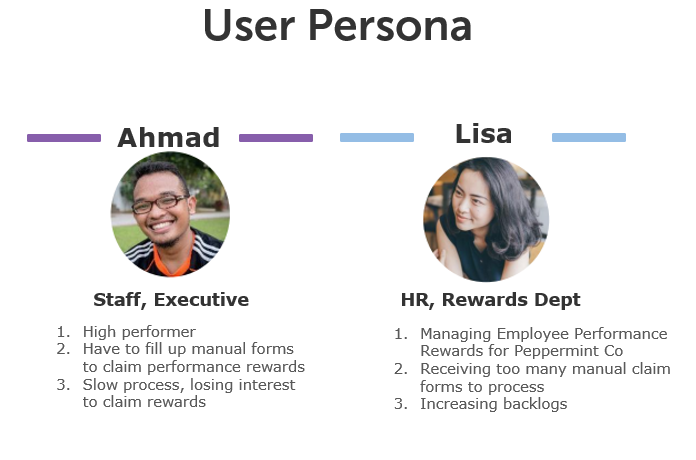 User Persona
Ahmad
Staff, Executive
1. High performer
2. Have to fill up manual forms
to claim performance rewards
3. Slow process, losing interest
to claim rewards
Lisa
HR, Rewards Dept
1. Managing Employee Performance
Rewards for Peppermint Co
2. Receiving too many manual claim
forms to process
3. Increasing backlogs